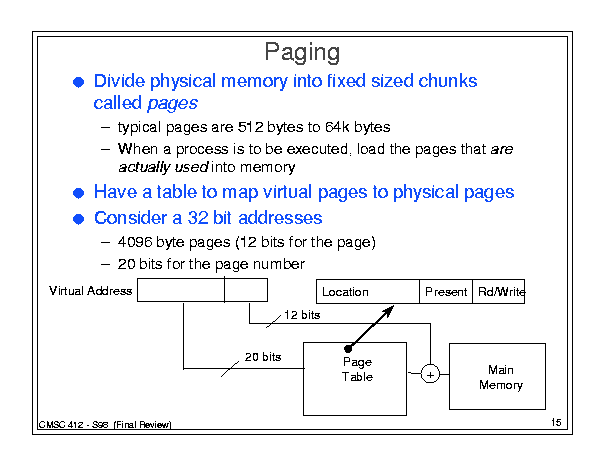 Paging
● Divide physical memory into fixed sized chunks
called pages
– typical pages are 512 bytes to 64k bytes
– When a process is to be executed, load the pages that are
actually used into memory
● Have a table to map virtual pages to physical pages
● Consider a 32 bit addresses
– 4096 byte pages (12 bits for the page)
– 20 bits for the page number
Virtual Address
Location Present Rd/Write
12 bits
20 bits
Page
Table
+
Main
Memory
CMSC 412 - S98 (Final Review)
15